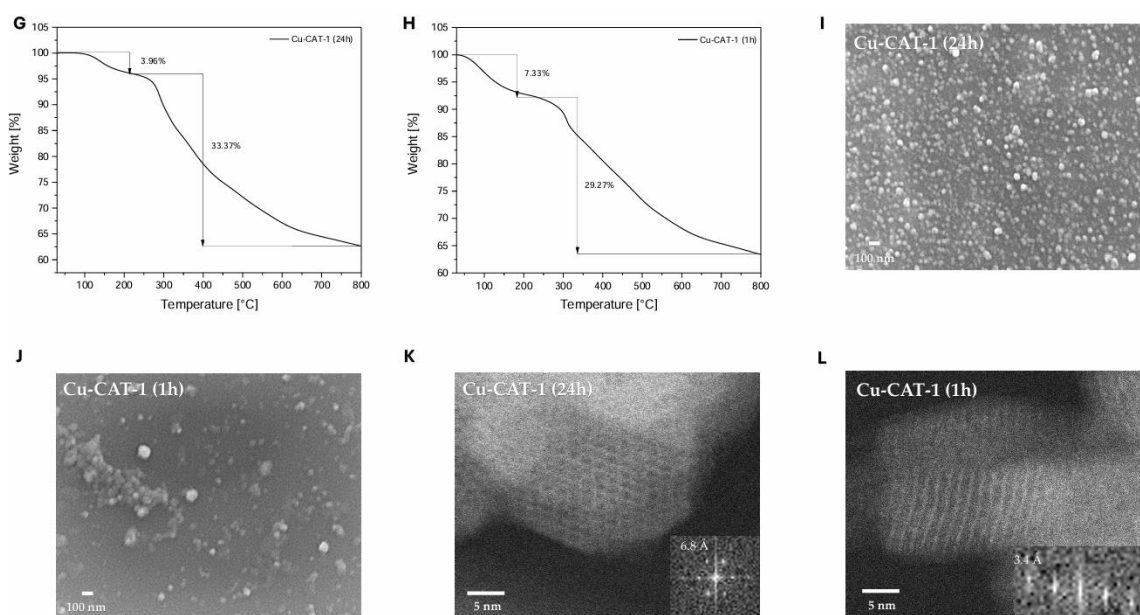 G
105
100
95
90
85
80
75
70
65
60
Weight [%]
100 200 300 400 500 600 700 800
Temperature [°C]
Cu-CAT-1 (24h)
3.96%
33.37%
H
105
100
95
90
85
80
75
70
65
60
Weight [%]
100 200 300 400 500 600 700 800
Temperature [°C]
Cu-CAT-1 (1h)
7.33%
29.27%
I
Cu-CAT-1 (24h)
100 nm
J
Cu-CAT-1 (1h)
100 nm
K
Cu-CAT-1 (24h)
6.8 Å
5 nm
L
Cu-CAT-1 (1h)
3.4 Å
5 nm